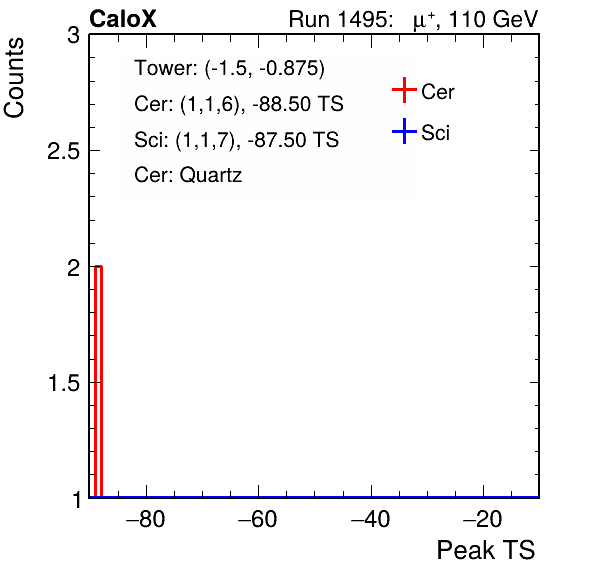 CaloX Run 1495: μ⁺, 110 GeV
Counts
3
2.5
2
1.5
1
Tower: (-1.5, -0.875)
Cer: (1,1,6), -88.50 TS
Sci: (1,1,7), -87.50 TS
Cer: Quartz
Cer
Sci
−80 −60 −40 −20
Peak TS